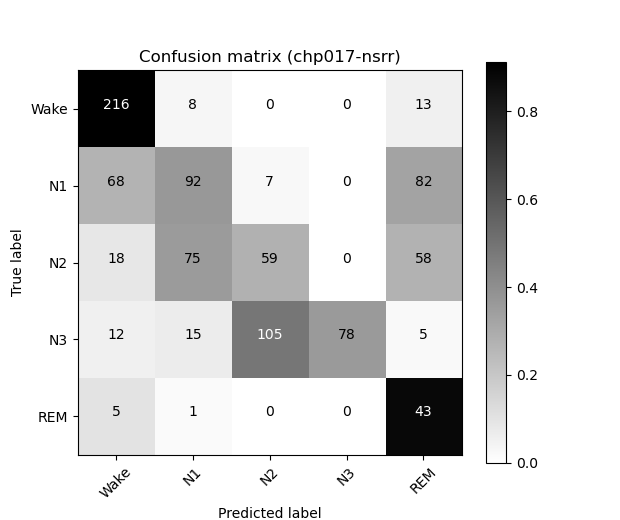 Confusion matrix (chp017-nsrr)
Wake 216 8 0 0 13
N1 68 92 7 0 82
N2 18 75 59 0 58
N3 12 15 105 78 5
REM 5 1 0 0 43
True label
Wake N1 N2 N3 REM
Predicted label
0.8
0.6
0.4
0.2
0.0